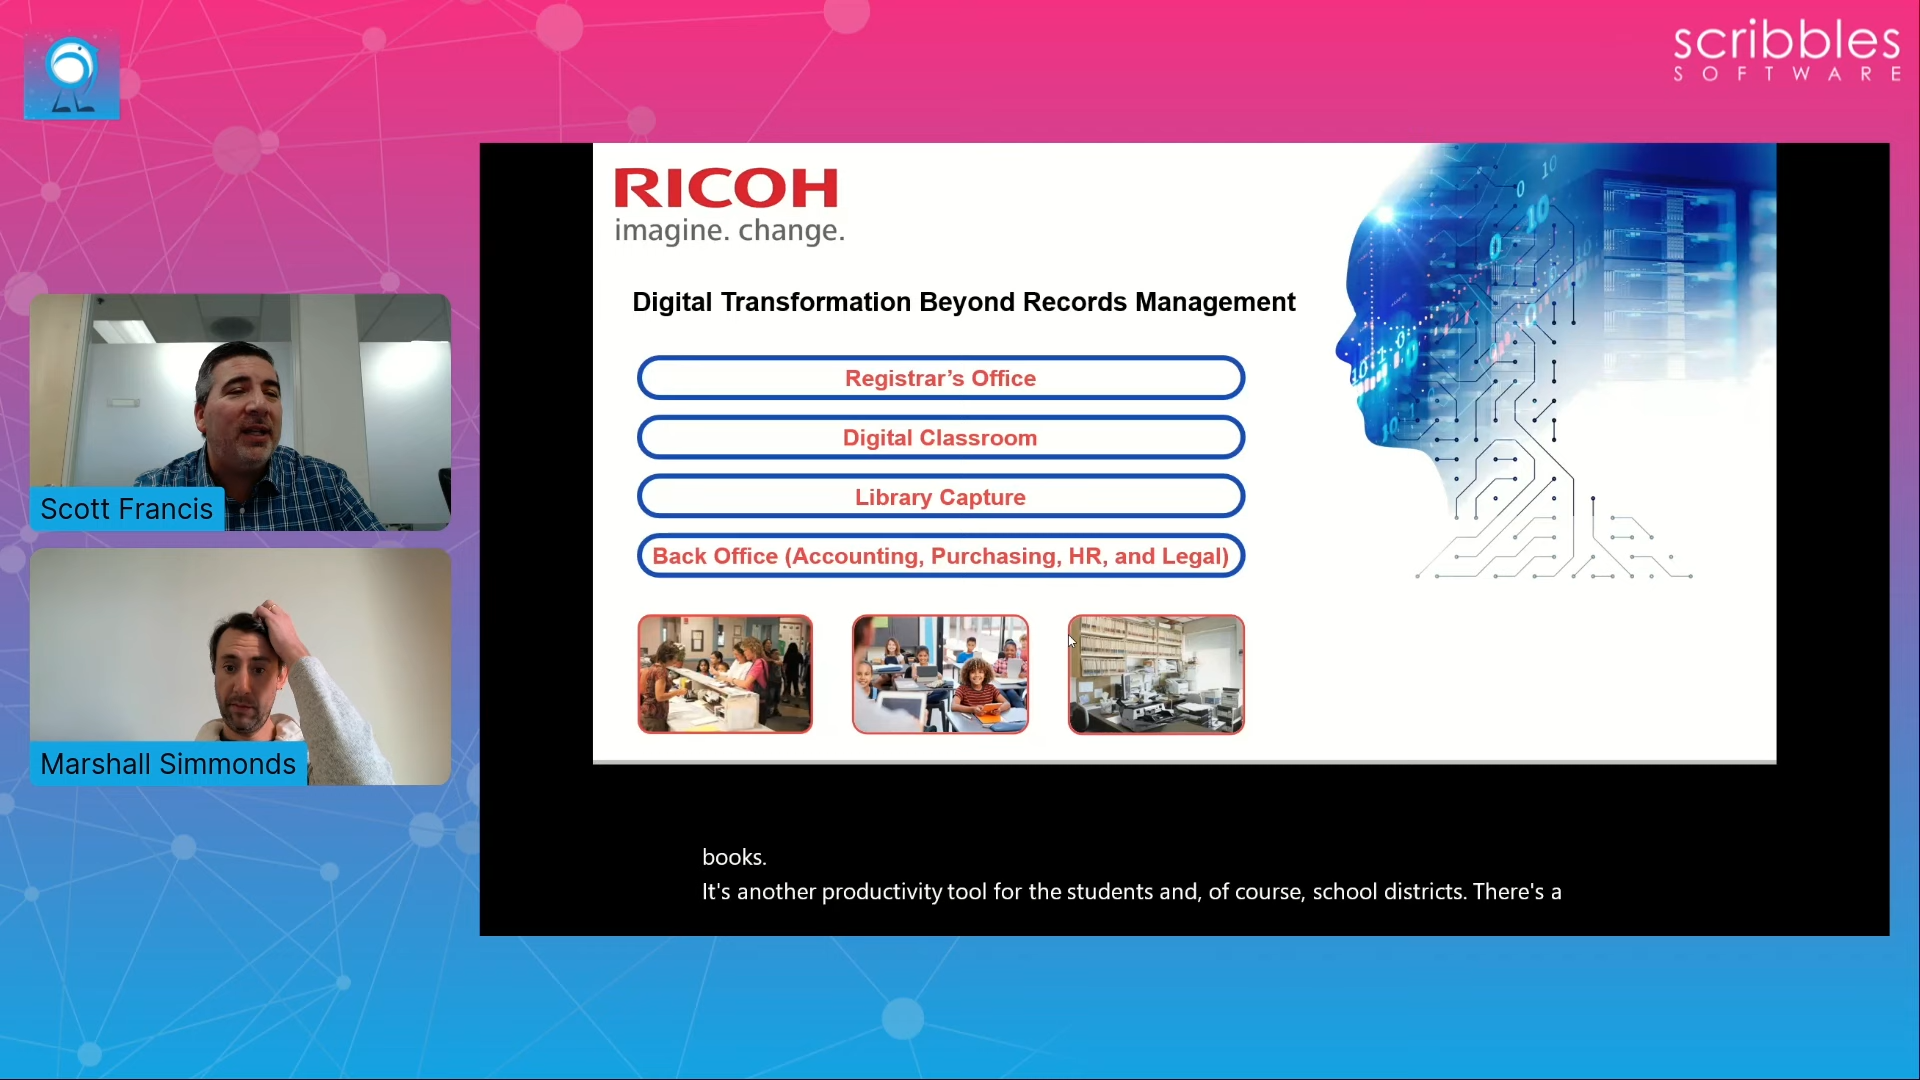 scribbles
SOFTWARE
RICOH
imagine. change.
Digital Transformation Beyond Records Management
Registrar’s Office
Digital Classroom
Library Capture
Back Office (Accounting, Purchasing, HR, and Legal)
Scott Francis
Marshall Simmonds
books.
It's another productivity tool for the students and, of course, school districts. There's a